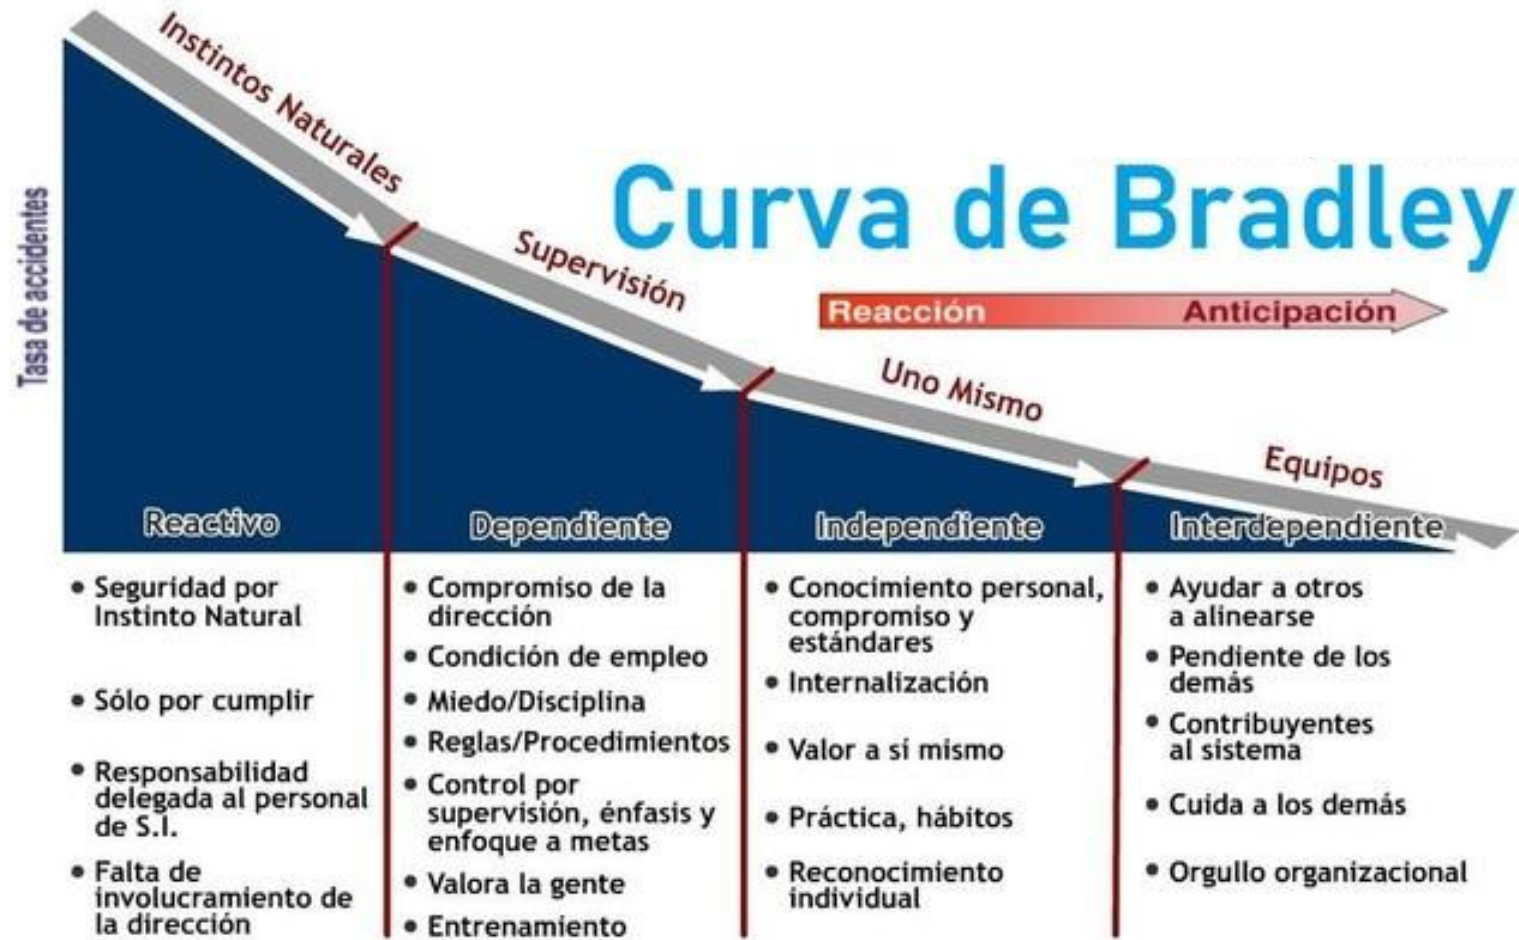 Instintos Naturales
Curva de Bradley
Supervisión
Reacción
Anticipación
Tasa de accidentes
Uno Mismo
Equipos
Reactivo
Dependiente
Independiente
Interdependiente
• Seguridad por
Instinto Natural
• Sólo por cumplir
• Responsabilidad
delegada al personal
de S.I.
• Falta de
involucramiento de
la dirección
• Compromiso de la
dirección
• Condición de empleo
• Miedo/Disciplina
• Reglas/Procedimientos
• Control por
supervisión, énfasis y
enfoque a metas
• Valora la gente
• Entrenamiento
• Conocimiento personal,
compromiso y
estándares
• Internalización
• Valor a sí mismo
• Práctica, hábitos
• Reconocimiento
individual
• Ayudar a otros
a alinearse
• Pendiente de los
demás
• Contribuyentes
al sistema
• Cuida a los demás
• Orgullo organizacional